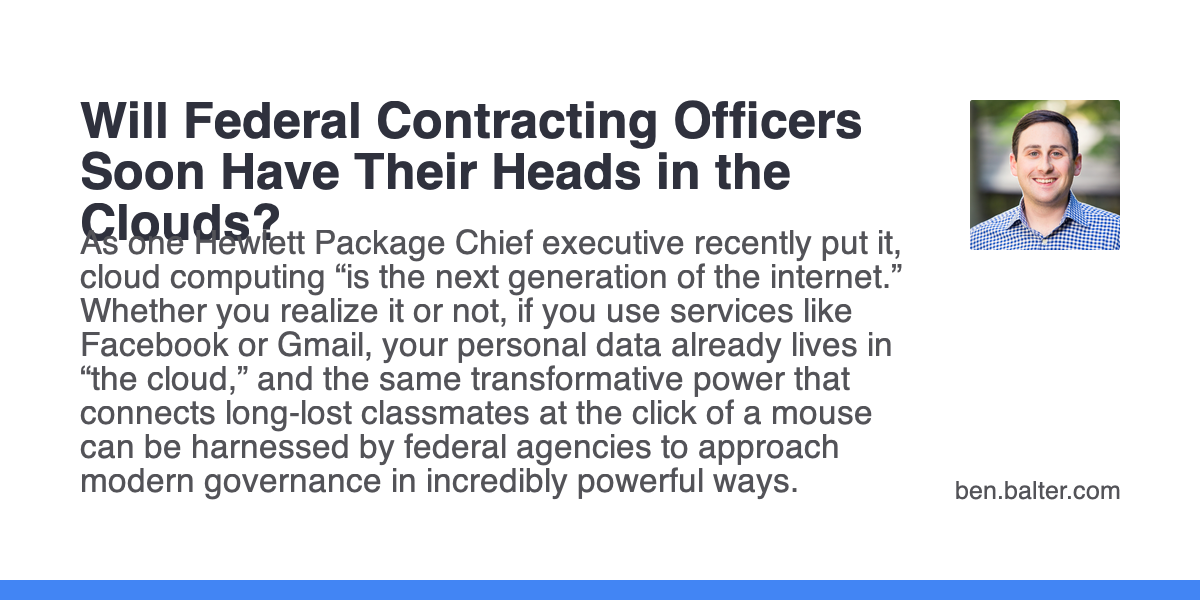 Will Federal Contracting Officers
Soon Have Their Heads in the
Clouds?
As one Hewlett Package Chief executive recently put it,
cloud computing “is the next generation of the internet.”
Whether you realize it or not, if you use services like
Facebook or Gmail, your personal data already lives in
“the cloud,” and the same transformative power that
connects long-lost classmates at the click of a mouse
can be harnessed by federal agencies to approach
modern governance in incredibly powerful ways.
ben.balter.com